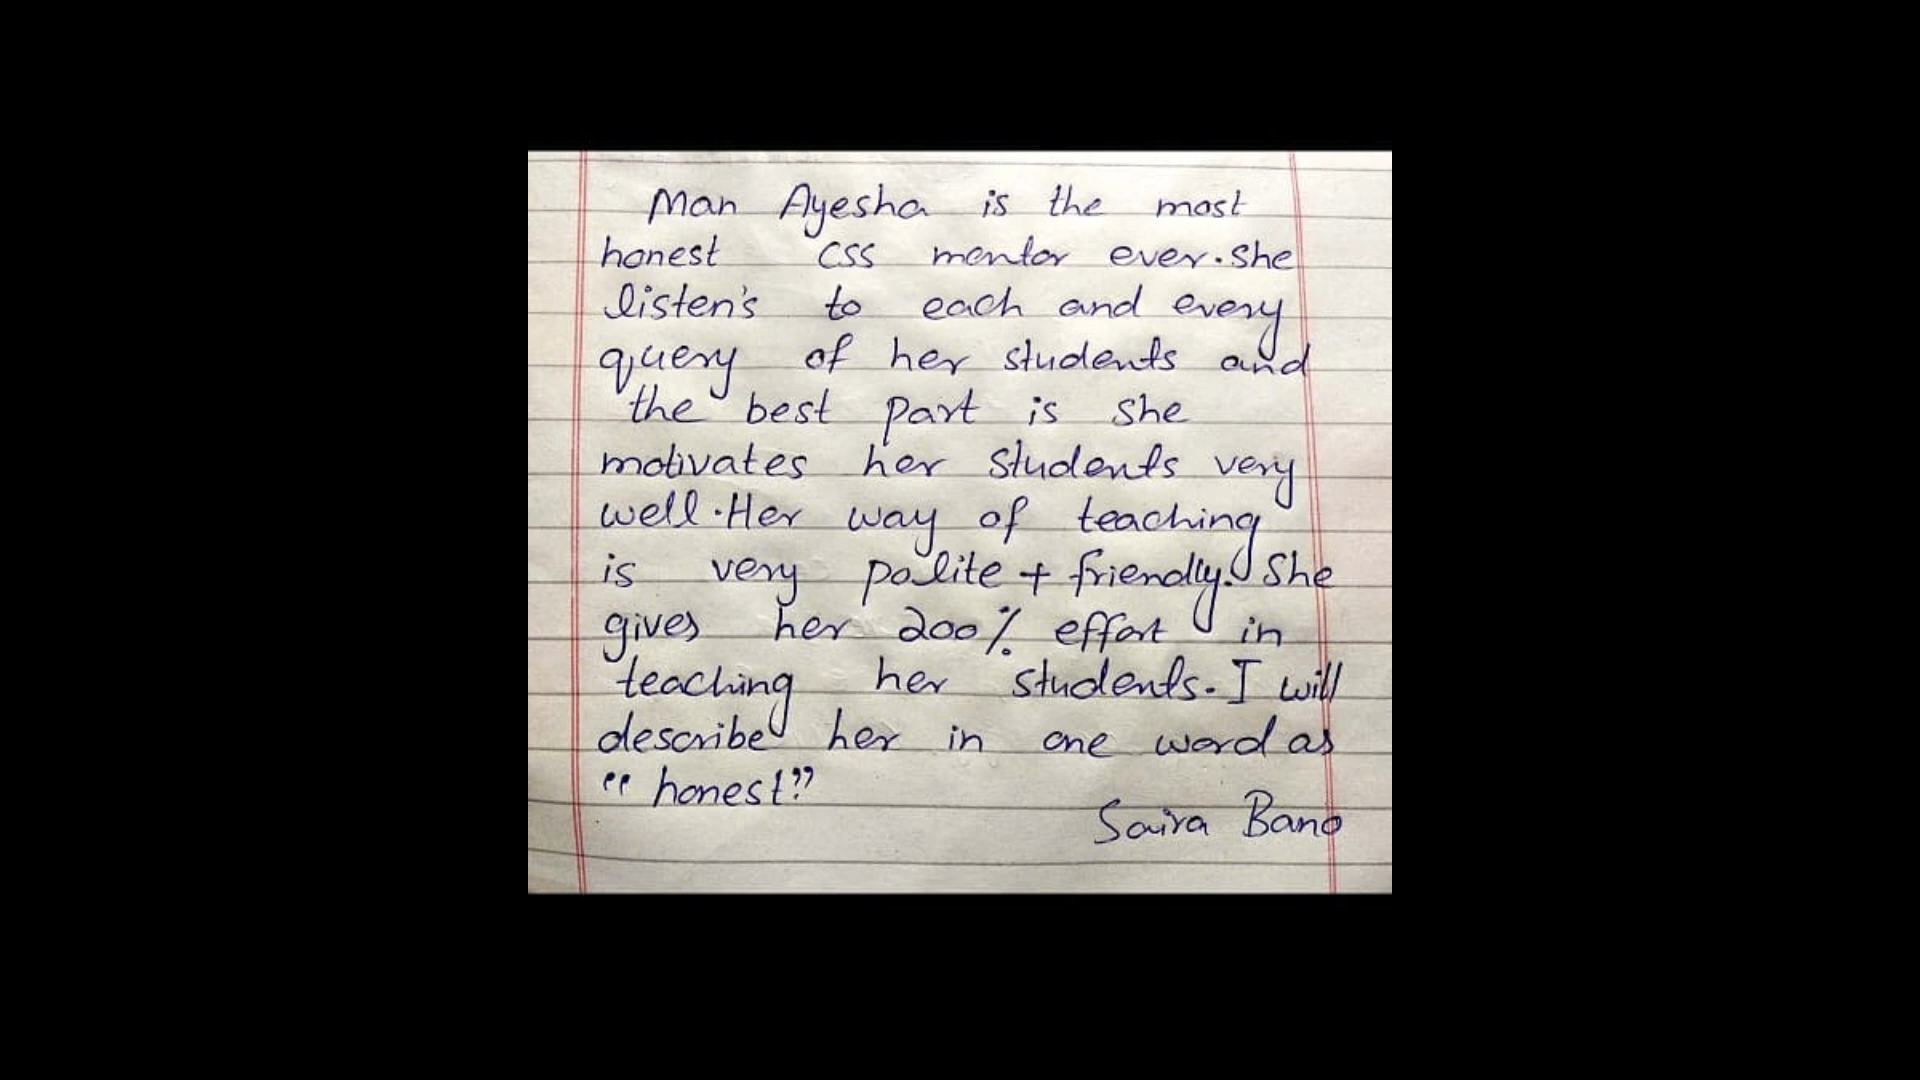 Man Ayesha is the most
honest CSS mentor ever. She
listen's to each and every
query of her students and
the best part is she
motivates her students very
well. Her way of teaching
is very polite + friendly. She
gives her 200% effort in
teaching her students. I will
describe her in one word as
"honest"
Saira Bano